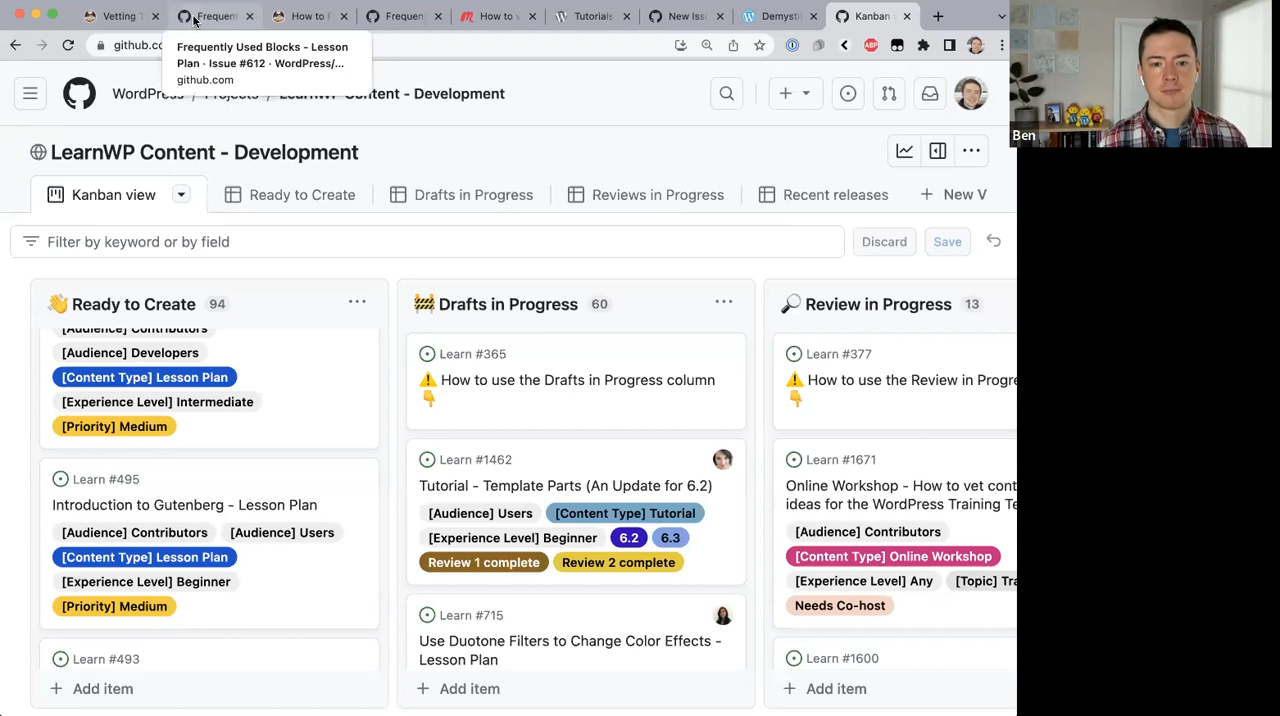 Vetting T
Frequen
How to F
Frequen
How to v
Tutorials
New Issu
Demysti
Kanban
github.co
Frequently Used Blocks - Lesson
Plan · Issue #612 · WordPress/...
github.com
ABP
WordPress / Projects / LearnWP Content - Development
Ben
LearnWP Content - Development
Kanban view
Ready to Create
Drafts in Progress
Reviews in Progress
Recent releases
New V
Filter by keyword or by field
Discard
Save
Ready to Create 94
[Audience] Contributors
[Audience] Developers
[Content Type] Lesson Plan
[Experience Level] Intermediate
[Priority] Medium
Learn #495
Introduction to Gutenberg - Lesson Plan
[Audience] Contributors [Audience] Users
[Content Type] Lesson Plan
[Experience Level] Beginner
[Priority] Medium
Learn #493
Add item
Drafts in Progress 60
Learn #365
How to use the Drafts in Progress column
Learn #1462
Tutorial - Template Parts (An Update for 6.2)
[Audience] Users [Content Type] Tutorial
[Experience Level] Beginner 6.2 6.3
Review 1 complete Review 2 complete
Learn #715
Use Duotone Filters to Change Color Effects -
Lesson Plan
Add item
Review in Progress 13
Learn #377
How to use the Review in Progre
Learn #1671
Online Workshop - How to vet cont
ideas for the WordPress Training Te
[Audience] Contributors
[Content Type] Online Workshop
[Experience Level] Any [Topic] Tra
Needs Co-host
Learn #1600
Add item